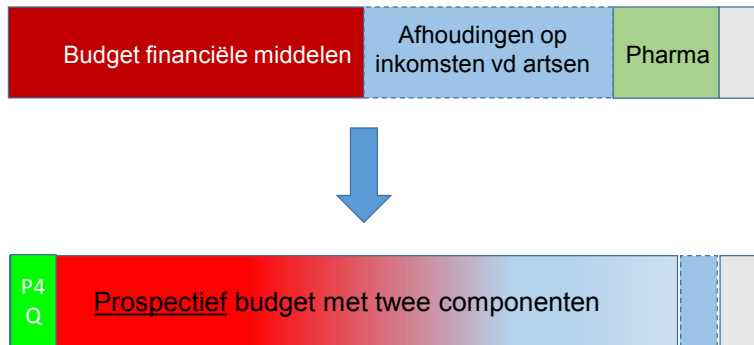 Budget financiële middelen
Afhoudingen op
inkomsten vd artsen
Pharma
P4
Q
Prospectief budget met twee componenten